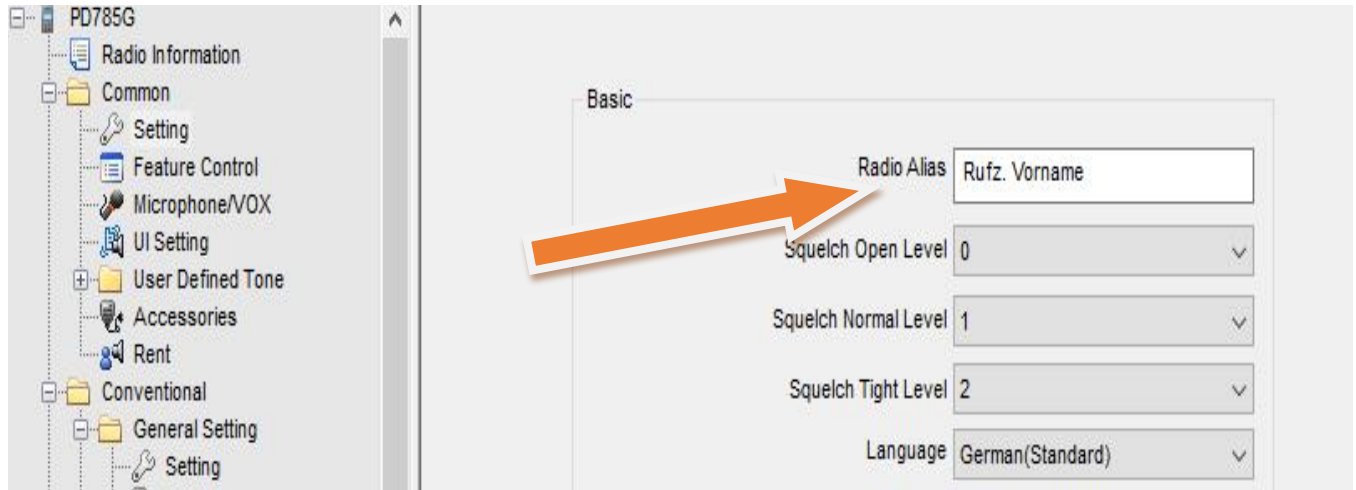 PD785G
Radio Information
Common
Setting
Feature Control
Microphone/VOX
UI Setting
User Defined Tone
Accessories
Rent
Conventional
General Setting
Setting
Basic
Radio Alias Rufz. Vorname
Squelch Open Level 0
Squelch Normal Level 1
Squelch Tight Level 2
Language German(Standard)